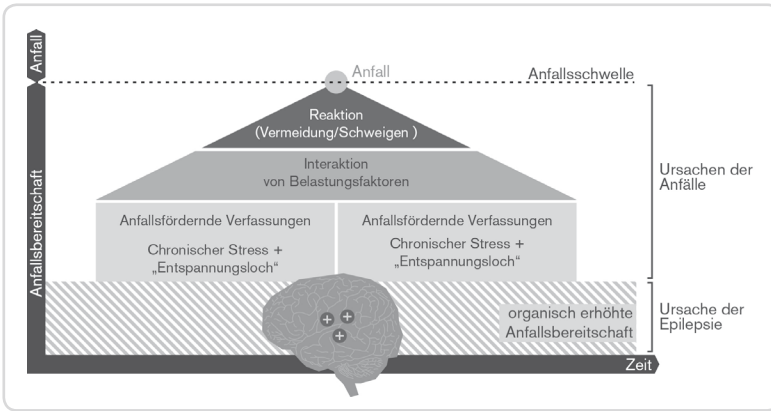 Anfall
Anfall
Anfallsschwelle
Reaktion
(Vermeidung/Schweigen )
Interaktion
von Belastungsfaktoren
Anfallsfördernde Verfassungen
Chronischer Stress +
„Entspannungsloch“
Anfallsfördernde Verfassungen
Chronischer Stress +
„Entspannungsloch“
Ursachen der
Anfälle
Anfallsbereitschaft
+ +
+
organisch erhöhte
Anfallsbereitschaft
Ursache der
Epilepsie
Zeit